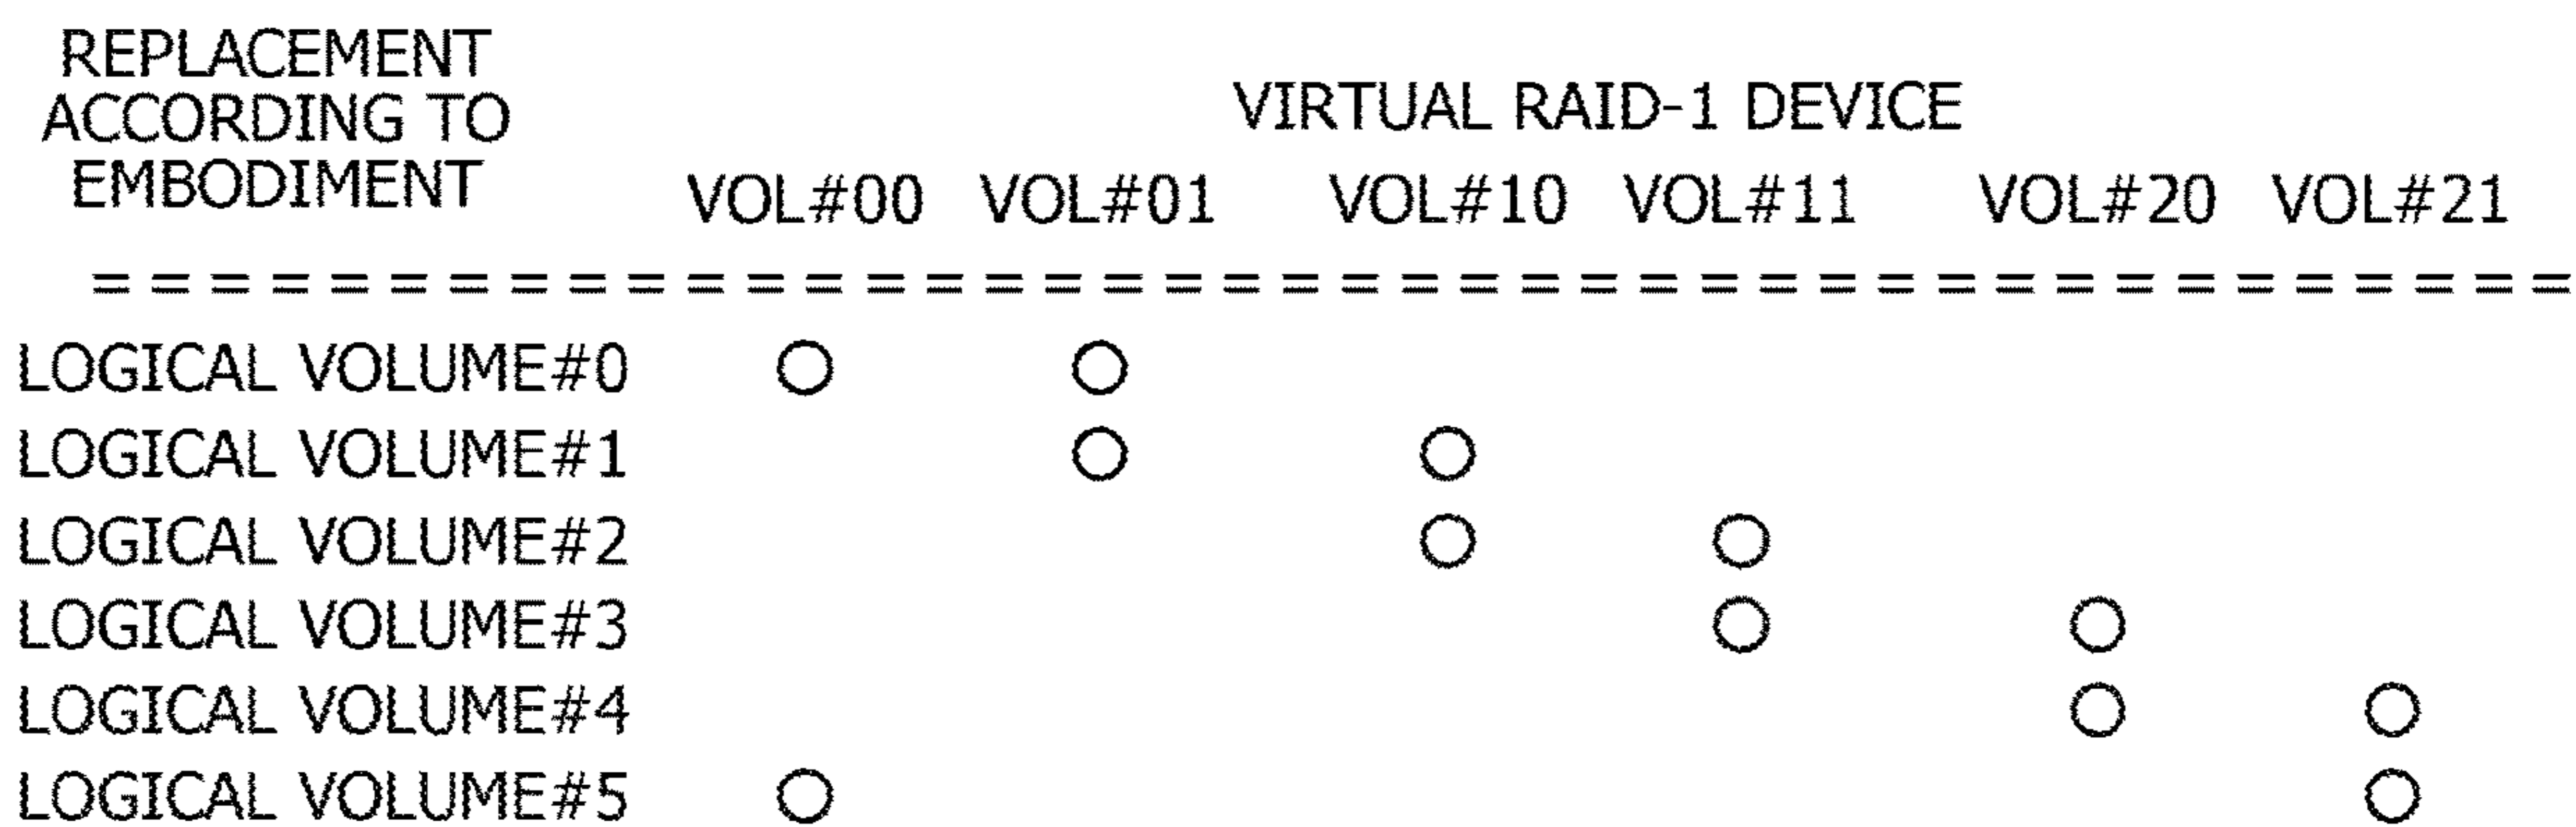 REPLACEMENT
ACCORDING TO
EMBODIMENT
VIRTUAL RAID-1 DEVICE
VOL#00 VOL#01 VOL#10 VOL#11 VOL#20 VOL#21
= = = = = = = = = = = = = = = = = = = = = = = = = = = = = = = = = = = = = = = = = =
LOGICAL VOLUME#0 ○ ○
LOGICAL VOLUME#1 ○ ○
LOGICAL VOLUME#2 ○ ○
LOGICAL VOLUME#3 ○ ○
LOGICAL VOLUME#4 ○ ○
LOGICAL VOLUME#5 ○ ○